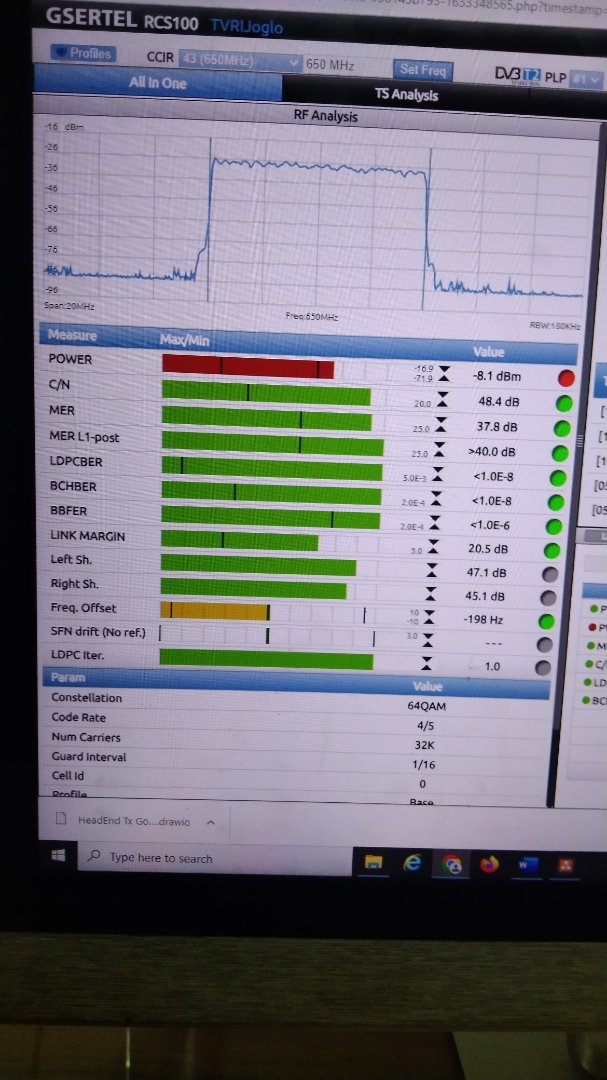 1633348565.php?timestamp=
GSERTEL RCS100 TVRIJoglo
Profiles CCIR 43 (650MHz) 650 MHz Set Freq DVB T2 PLP #1
All In One TS Analysis
RF Analysis
-16 dBm
-26
-36
-46
-56
-66
-76
-86
-96
Span:20MHz Freq:650MHz RBW:180KHz
Measure Max/Min Value
POWER -16.9 -71.9 -8.1 dBm
C/N 20.0 48.4 dB
MER 25.0 37.8 dB
MER L1-post 23.0 >40.0 dB
LDPCBER 5.0E-3 <1.0E-8
BCHBER 2.0E-4 <1.0E-8
BBFER 2.0E-4 <1.0E-6
LINK MARGIN 5.0 20.5 dB
Left Sh. 47.1 dB
Right Sh. 45.1 dB
Freq. Offset 10 -10 -198 Hz
SFN drift (No ref.) 3.0 ---
LDPC Iter. 1.0
Param Value
Constellation 64QAM
Code Rate 4/5
Num Carriers 32K
Guard Interval 1/16
Cell Id 0
Profile Base
HeadEnd Tx Go....drawio
Type here to search